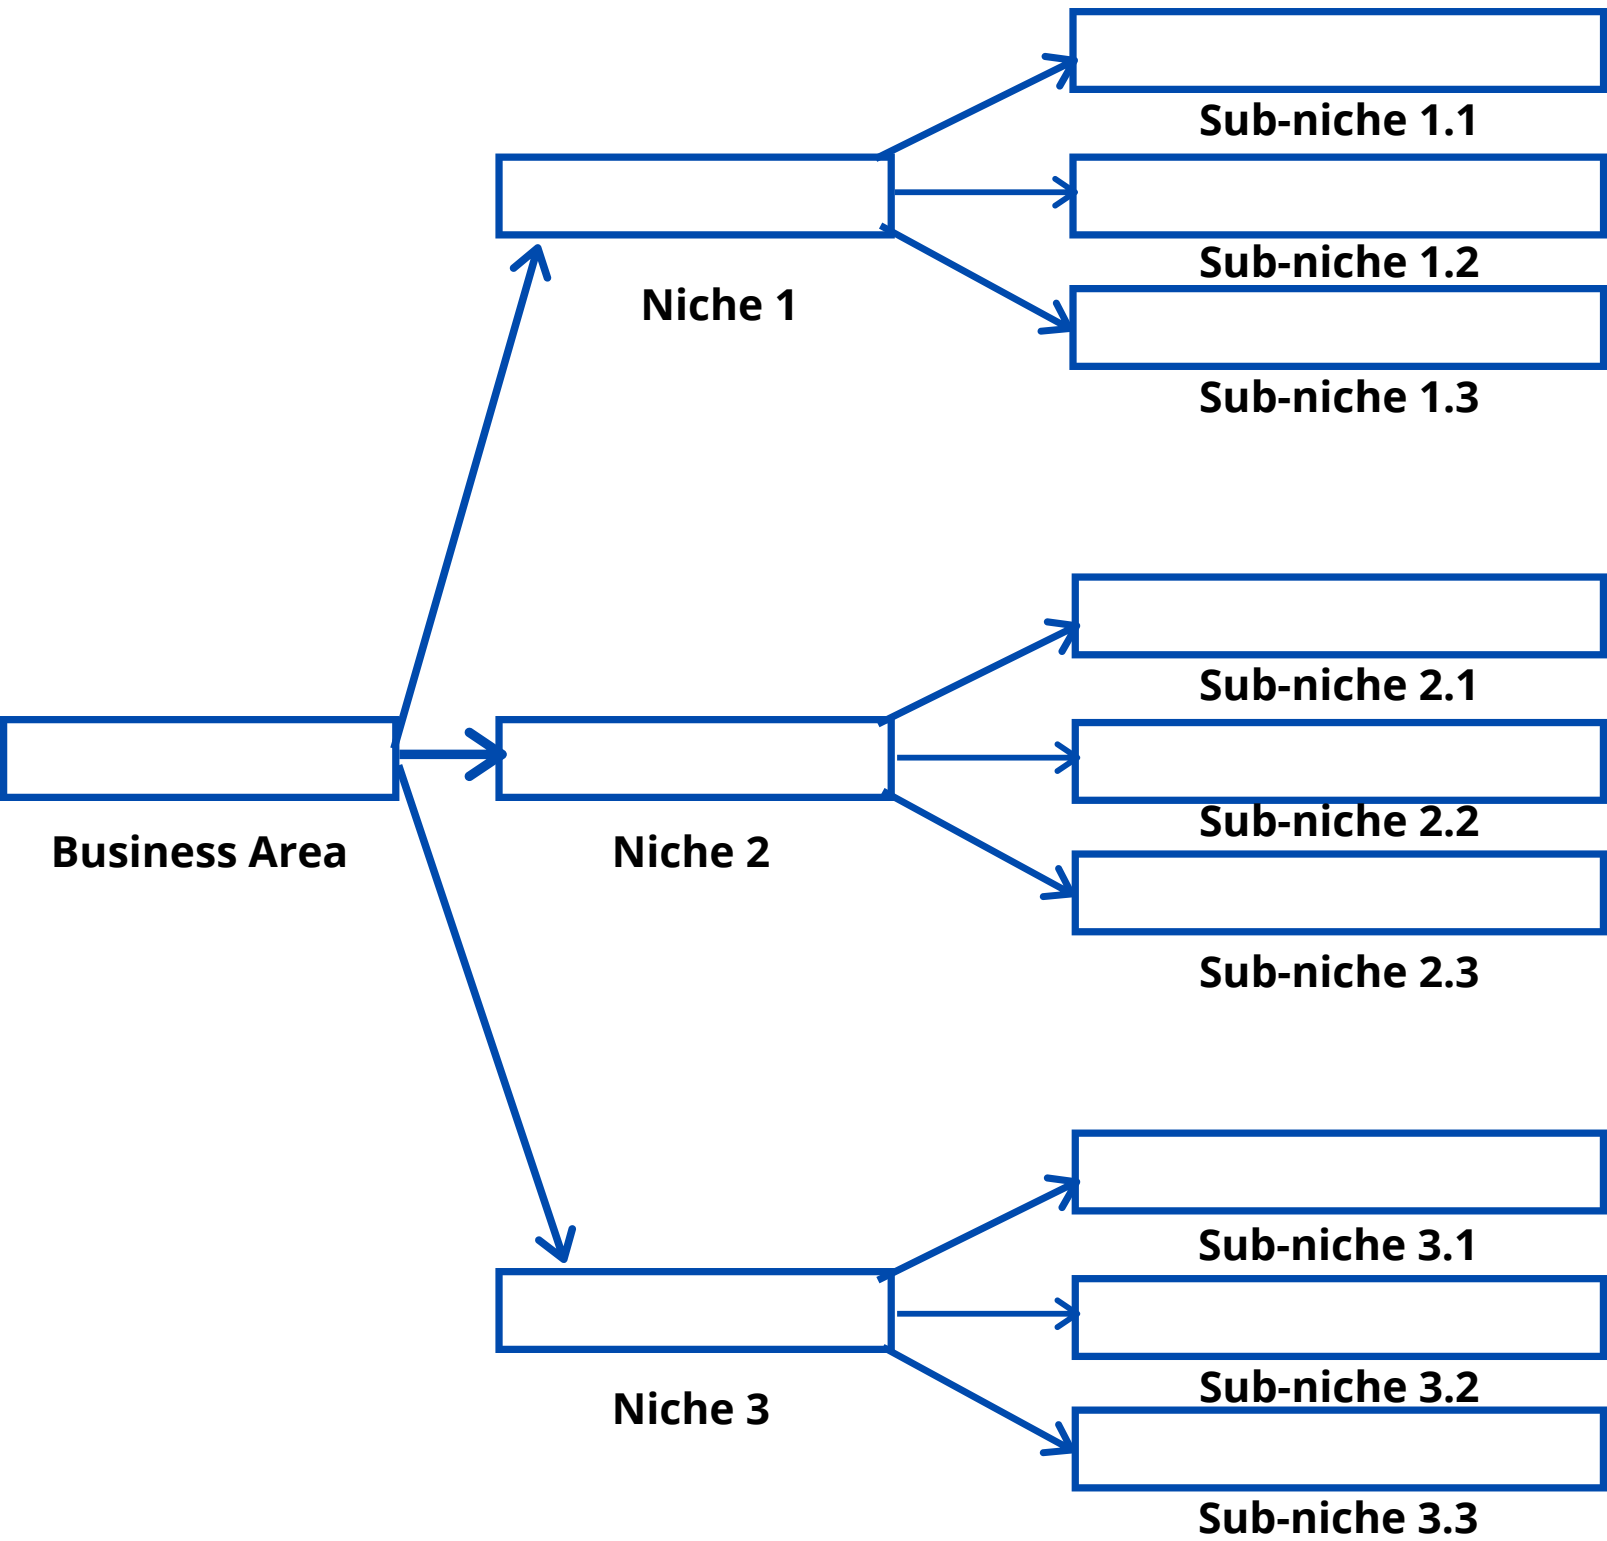 Sub-niche 1.1
Sub-niche 1.2
Niche 1
Sub-niche 1.3
Sub-niche 2.1
Sub-niche 2.2
Business Area
Niche 2
Sub-niche 2.3
Sub-niche 3.1
Sub-niche 3.2
Niche 3
Sub-niche 3.3